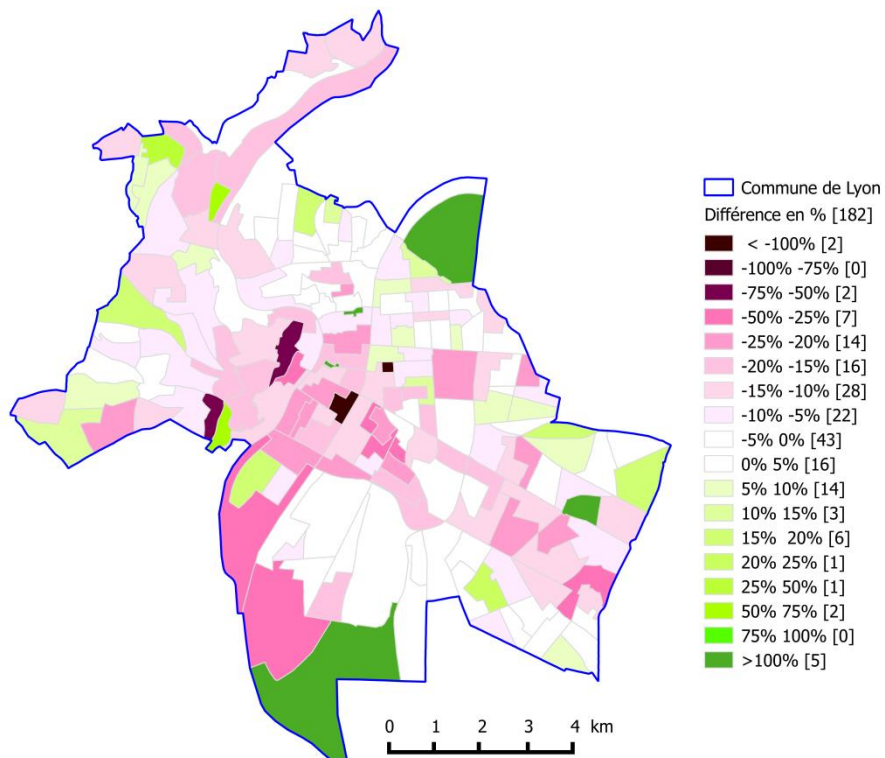 Commune de Lyon
Différence en % [182]
< -100% [2]
-100% -75% [0]
-75% -50% [2]
-50% -25% [7]
-25% -20% [14]
-20% -15% [16]
-15% -10% [28]
-10% -5% [22]
-5% 0% [43]
0% 5% [16]
5% 10% [14]
10% 15% [3]
15% 20% [6]
20% 25% [1]
25% 50% [1]
50% 75% [2]
75% 100% [0]
>100% [5]
0 1 2 3 4 km